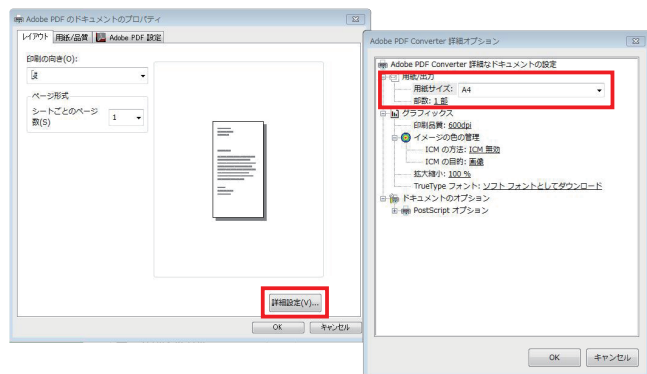 Adobe PDF のドキュメントのプロパティ
レイアウト 用紙/品質 Adobe PDF 設定
印刷の向き(O):
ページ形式
シートごとのページ数(S)
1
詳細設定(V)...
OK キャンセル
Adobe PDF Converter 詳細オプション
Adobe PDF Converter 詳細なドキュメントの設定
用紙/出力
用紙サイズ: A4
部数: 1 部
グラフィックス
印刷品質: 600dpi
イメージの色の管理
ICM の方法: ICM 無効
ICM の目的: 画像
拡大縮小: 100 %
TrueType フォント: ソフト フォントとしてダウンロード
ドキュメントのオプション
PostScript オプション
OK キャンセル